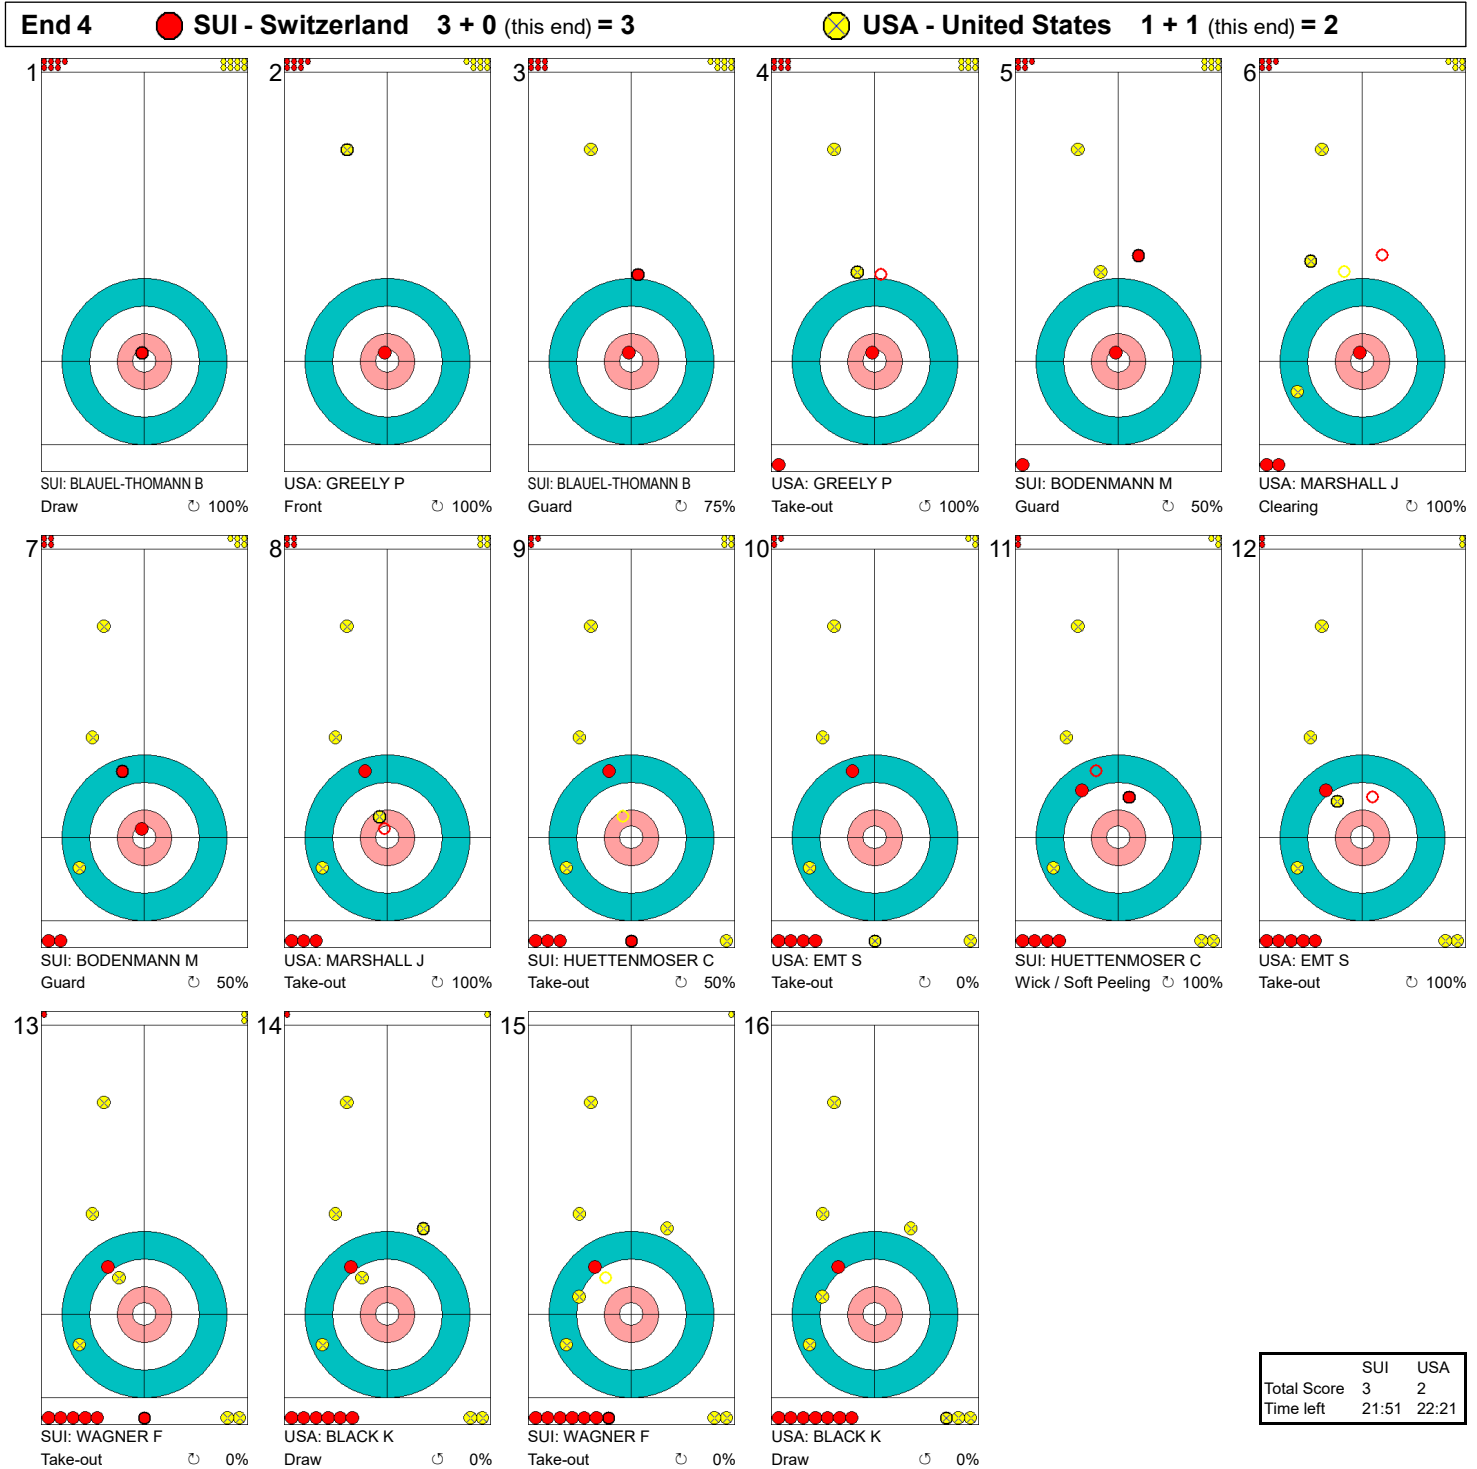 End 4 SUI - Switzerland 3 + 0 (this end) = 3 USA - United States 1 + 1 (this end) = 2
1 2 3 4 5 6
SUI: BLAUEL-THOMANN B USA: GREELY P SUI: BLAUEL-THOMANN B USA: GREELY P SUI: BODENMANN M USA: MARSHALL J
Draw ↻ 100% Front ↻ 100% Guard ↻ 75% Take-out ↺ 100% Guard ↻ 50% Clearing ↻ 100%
7 8 9 10 11 12
SUI: BODENMANN M USA: MARSHALL J SUI: HUETTENMOSER C USA: EMT S SUI: HUETTENMOSER C USA: EMT S
Guard ↻ 50% Take-out ↻ 100% Take-out ↻ 50% Take-out ↻ 0% Wick / Soft Peeling ↻ 100% Take-out ↻ 100%
13 14 15 16
SUI USA
Total Score 3 2
Time left 21:51 22:21
SUI: WAGNER F USA: BLACK K SUI: WAGNER F USA: BLACK K
Take-out ↻ 0% Draw ↺ 0% Take-out ↻ 0% Draw ↺ 0%